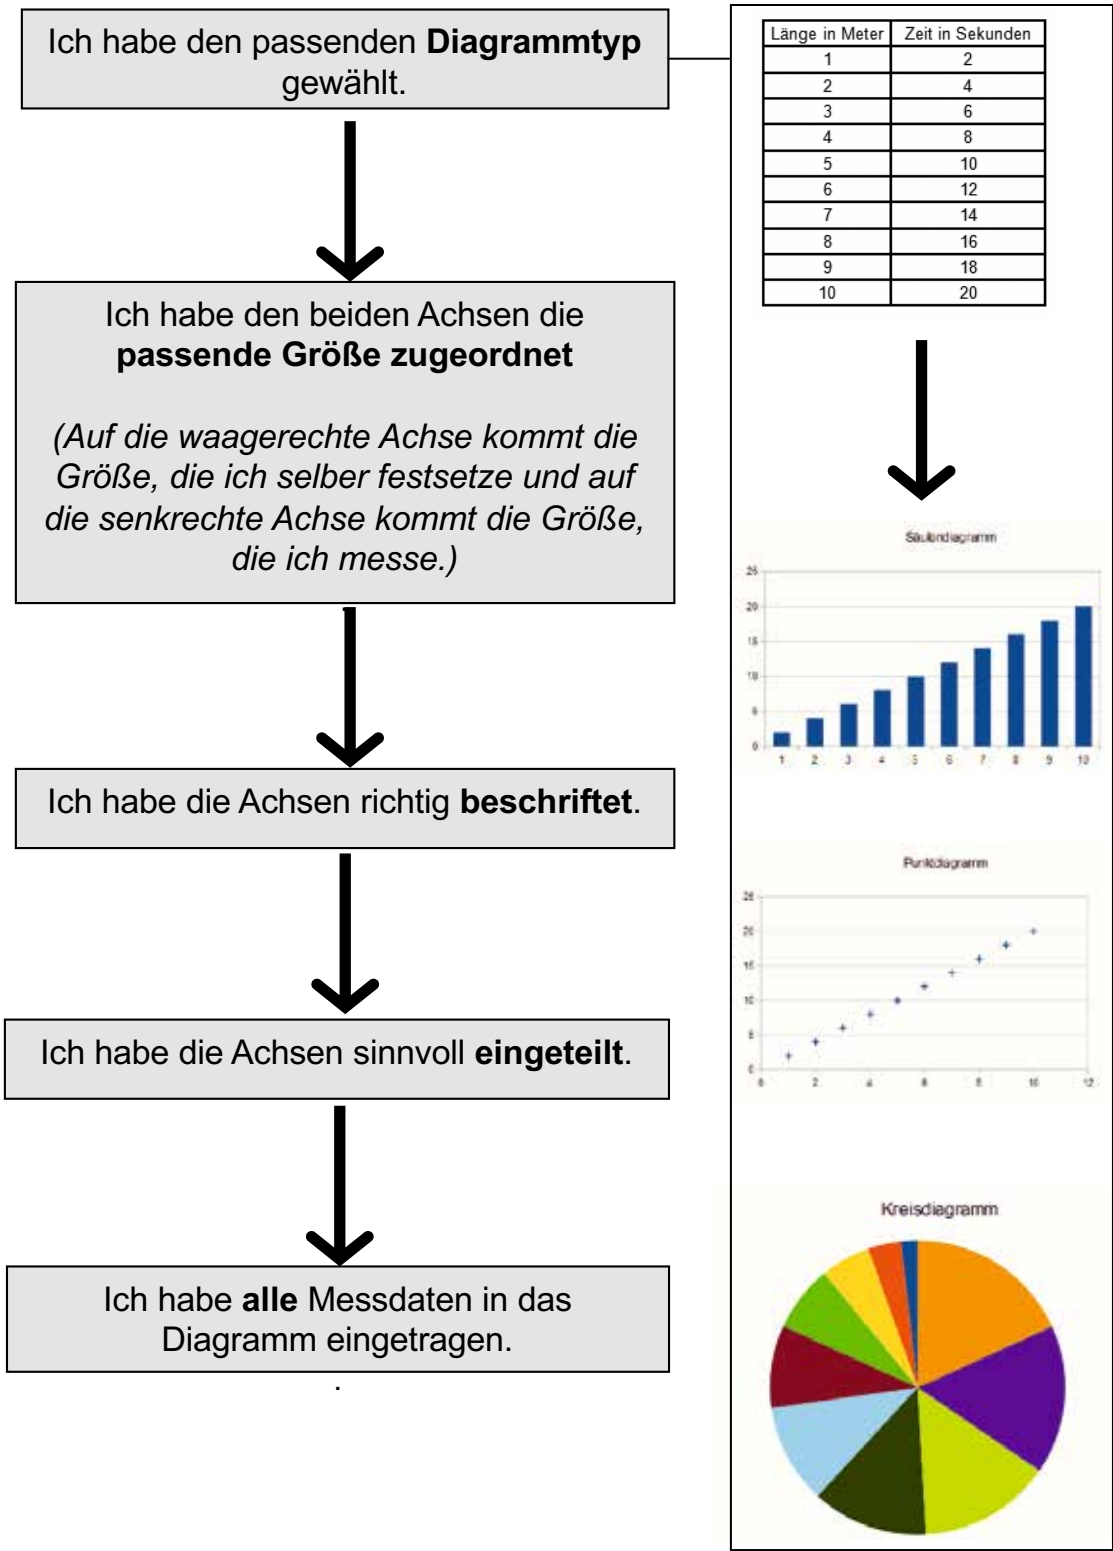 Ich habe den passenden Diagrammtyp
gewählt.
Ich habe den beiden Achsen die
passende Größe zugeordnet
(Auf die waagerechte Achse kommt die
Größe, die ich selber festsetze und auf
die senkrechte Achse kommt die Größe,
die ich messe.)
Ich habe die Achsen richtig beschriftet.
Ich habe die Achsen sinnvoll eingeteilt.
Ich habe alle Messdaten in das
Diagramm eingetragen.
.
Länge in Meter Zeit in Sekunden
1 2
2 4
3 6
4 8
5 10
6 12
7 14
8 16
9 18
10 20
Säulendiagramm
25
20
15
10
5
0
1 2 3 4 5 6 7 8 9 10
Punktdiagramm
25
20
15
10
5
0
0 2 4 6 8 10 12
Kreisdiagramm